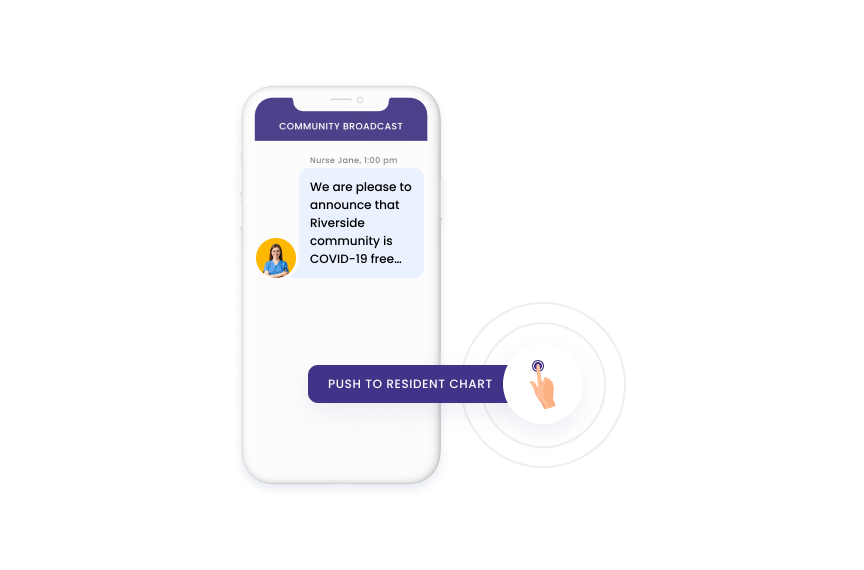 COMMUNITY BROADCAST
Nurse Jane, 1:00 pm
We are please to
announce that
Riverside
community is
COVID-19 free...
PUSH TO RESIDENT CHART